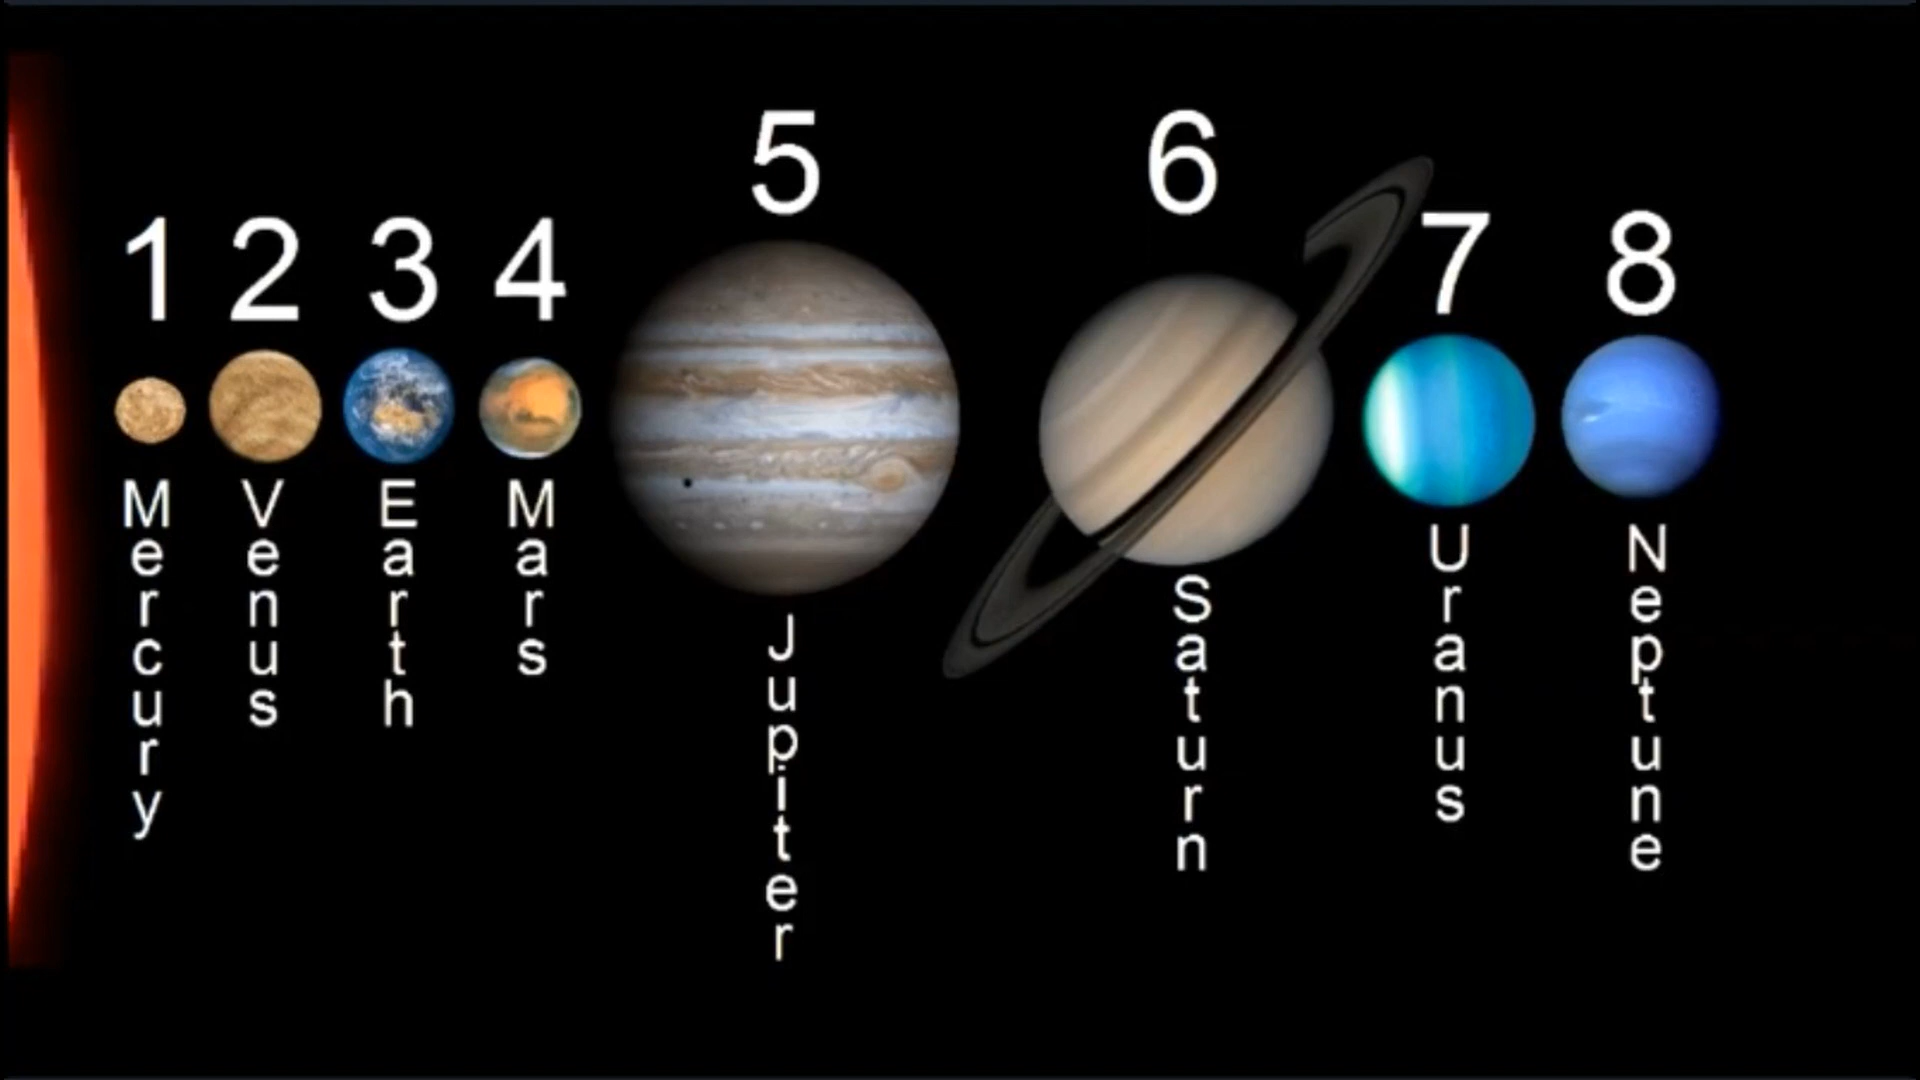 1
2
3
4
5
6
7
8
Mercury
Venus
Earth
Mars
Jupiter
Saturn
Uranus
Neptune